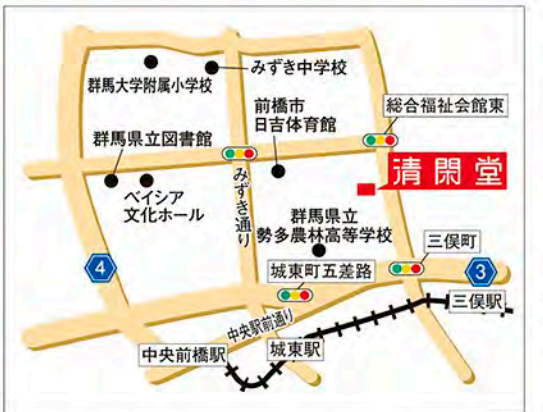 みずき中学校
群馬大学附属小学校
前橋市
日吉体育館
総合福祉会館東
群馬県立図書館
清閑堂
ベイシア
文化ホール
みずき通り
群馬県立
勢多農林高等学校
三俣町
4
城東町五差路
3
三俣駅
中央駅前通り
中央前橋駅
城東駅